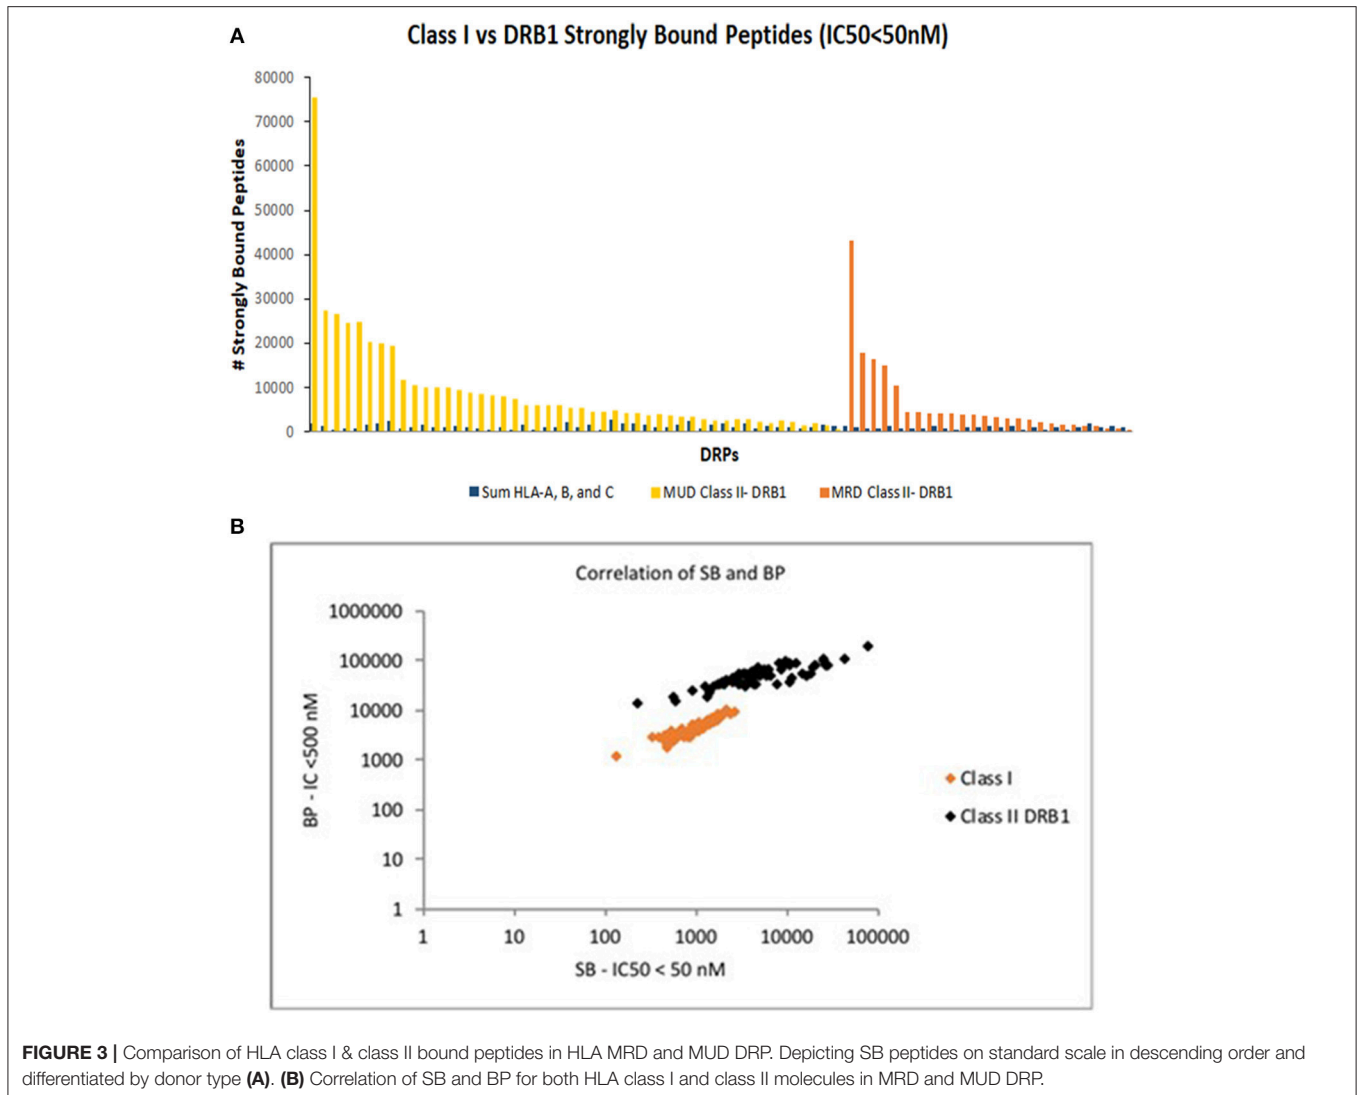 A
Class I vs DRB1 Strongly Bound Peptides (IC50<50nM)
# Strongly Bound Peptides
80000
70000
60000
50000
40000
30000
20000
10000
0
DRPs
Sum HLA-A, B, and C
MUD Class II- DRB1
MRD Class II- DRB1
B
Correlation of SB and BP
BP - IC <500 nM
1000000
100000
10000
1000
100
10
1
1 10 100 1000 10000 100000
SB - IC50 < 50 nM
Class I
Class II DRB1
FIGURE 3 | Comparison of HLA class I & class II bound peptides in HLA MRD and MUD DRP. Depicting SB peptides on standard scale in descending order and
differentiated by donor type (A). (B) Correlation of SB and BP for both HLA class I and class II molecules in MRD and MUD DRP.